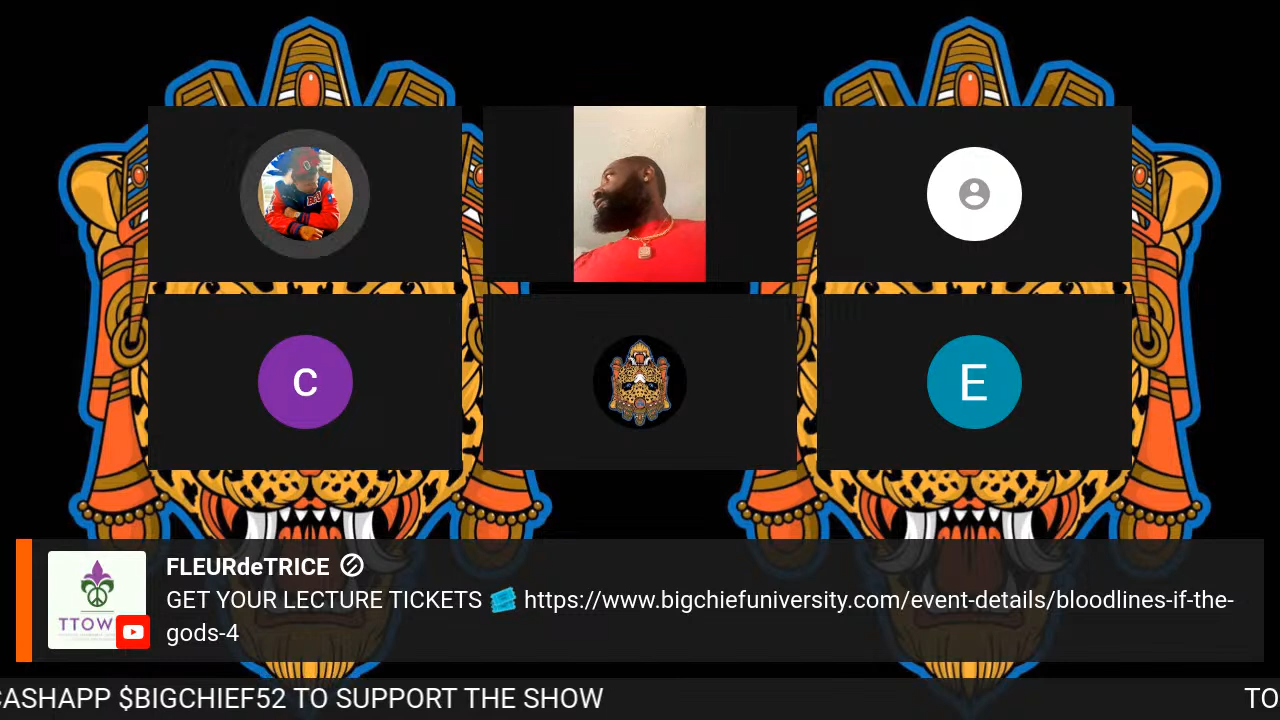 C
E
FLEURdeTRICE
GET YOUR LECTURE TICKETS https://www.bigchiefuniversity.com/event-details/bloodlines-if-the-
gods-4
TTOW
CASHAPP $BIGCHIEF52 TO SUPPORT THE SHOW
TO